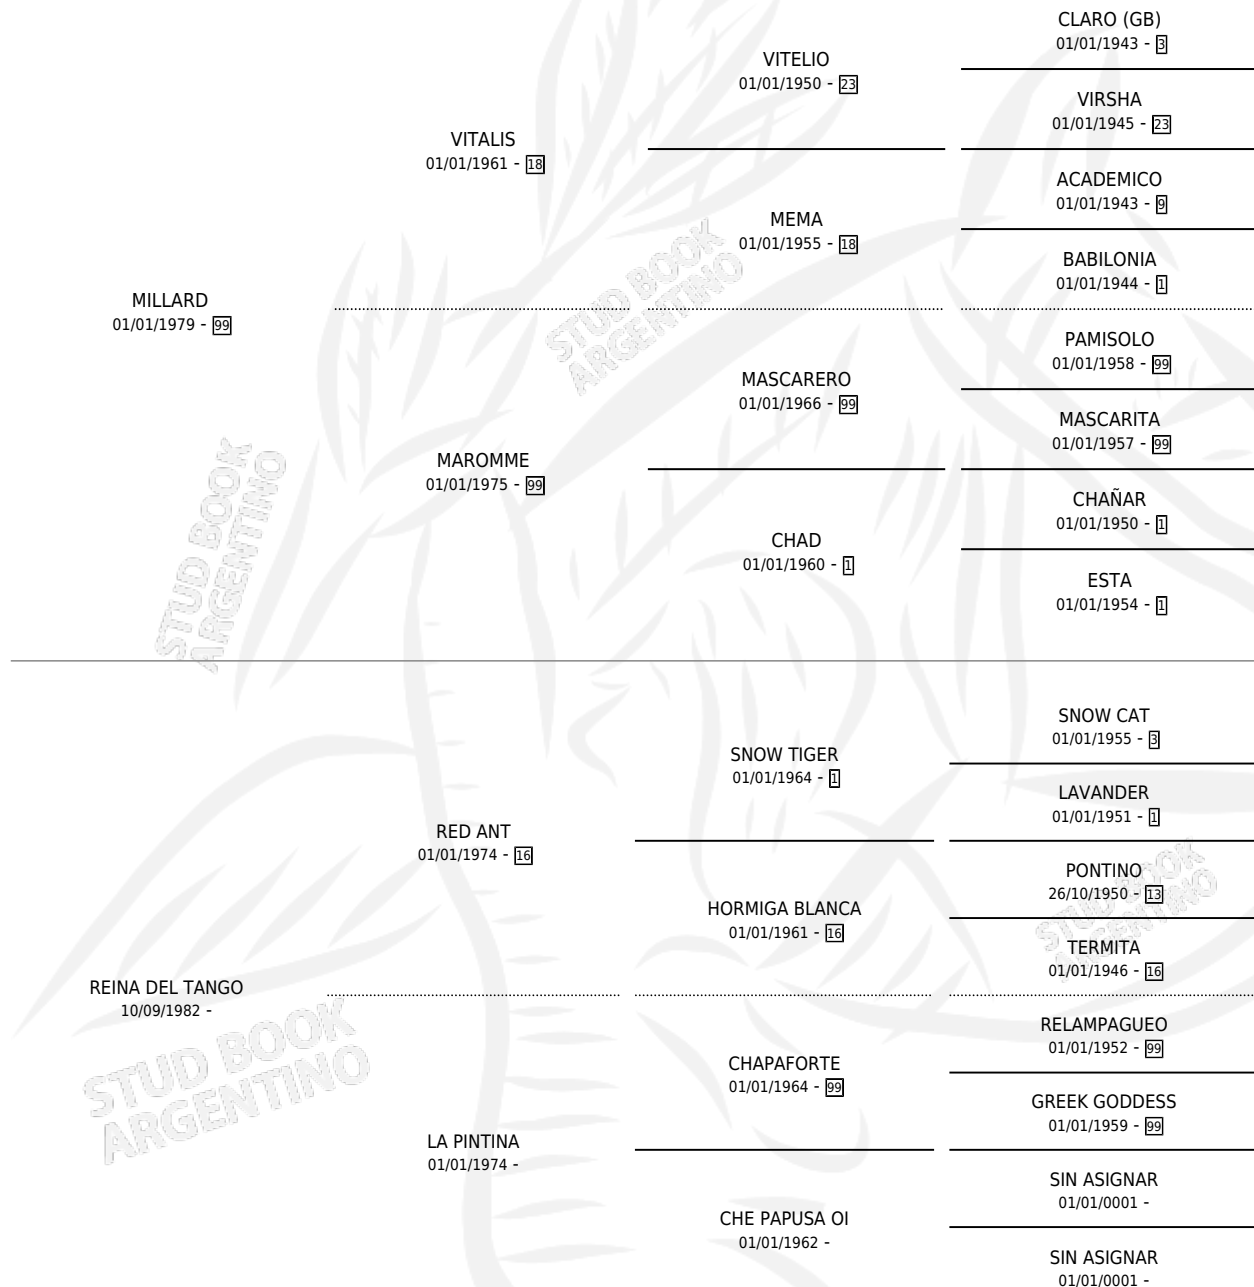 CLARO (GB)
01/01/1943 - 3
VITELIO
01/01/1950 - 23
VIRSHA
01/01/1945 - 23
VITALIS
01/01/1961 - 18
ACADEMICO
01/01/1943 - 9
MEMA
01/01/1955 - 18
BABILONIA
01/01/1944 - 1
MILLARD
01/01/1979 - 99
PAMISOLO
01/01/1958 - 99
MASCARERO
01/01/1966 - 99
MASCARITA
01/01/1957 - 99
MAROMME
01/01/1975 - 99
CHAÑAR
01/01/1950 - 1
CHAD
01/01/1960 - 1
ESTA
01/01/1954 - 1
STUD BOOK
ARGENTINO
STUD BOOK
ARGENTINO
SNOW CAT
01/01/1955 - 3
SNOW TIGER
01/01/1964 - 1
LAVANDER
01/01/1951 - 1
RED ANT
01/01/1974 - 16
PONTINO
26/10/1950 - 13
HORMIGA BLANCA
01/01/1961 - 16
TERMITA
01/01/1946 - 16
STUD BOOK
ARGENTINO
REINA DEL TANGO
10/09/1982 -
RELAMPAGUEO
01/01/1952 - 99
CHAPAFORTE
01/01/1964 - 99
GREEK GODDESS
01/01/1959 - 99
STUD BOOK
ARGENTINO
LA PINTINA
01/01/1974 -
SIN ASIGNAR
01/01/0001 -
CHE PAPUSA OI
01/01/1962 -
SIN ASIGNAR
01/01/0001 -